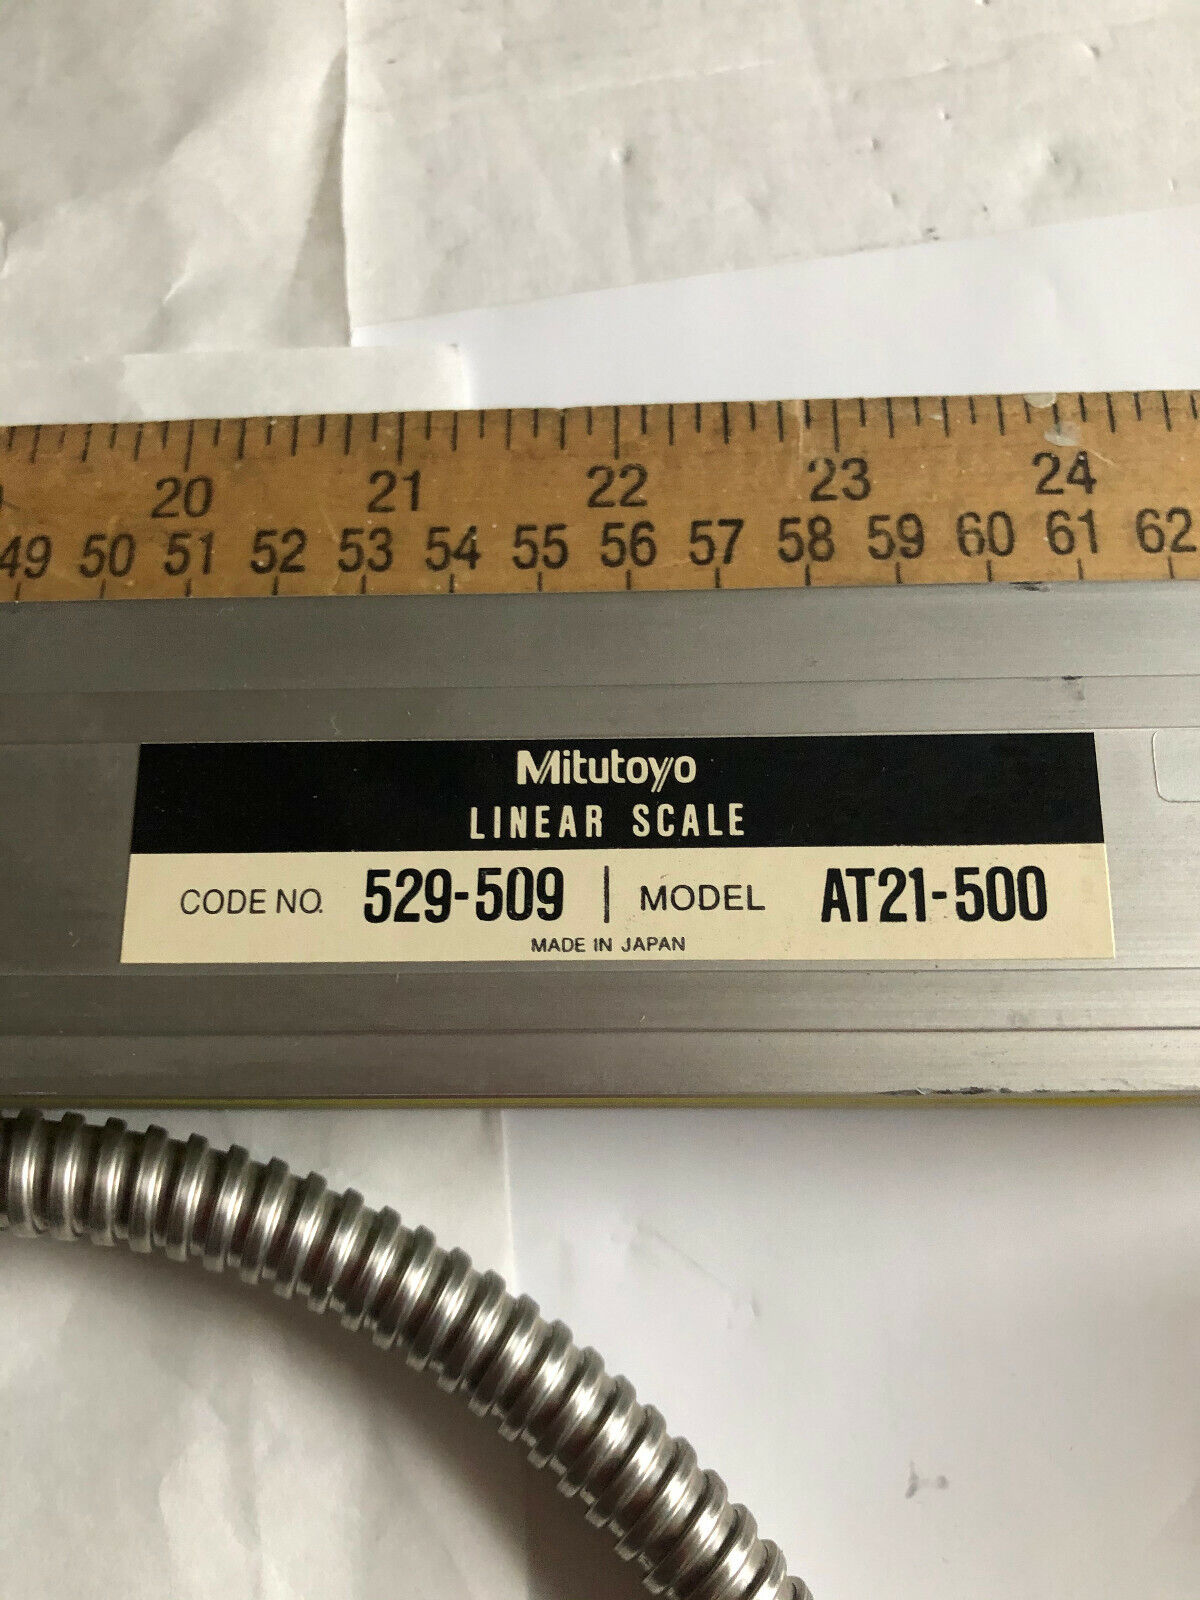 20 21 22 23 24
49 50 51 52 53 54 55 56 57 58 59 60 61 62
Mitutoyo
LINEAR SCALE
CODE NO. 529-509 | MODEL AT21-500
MADE IN JAPAN